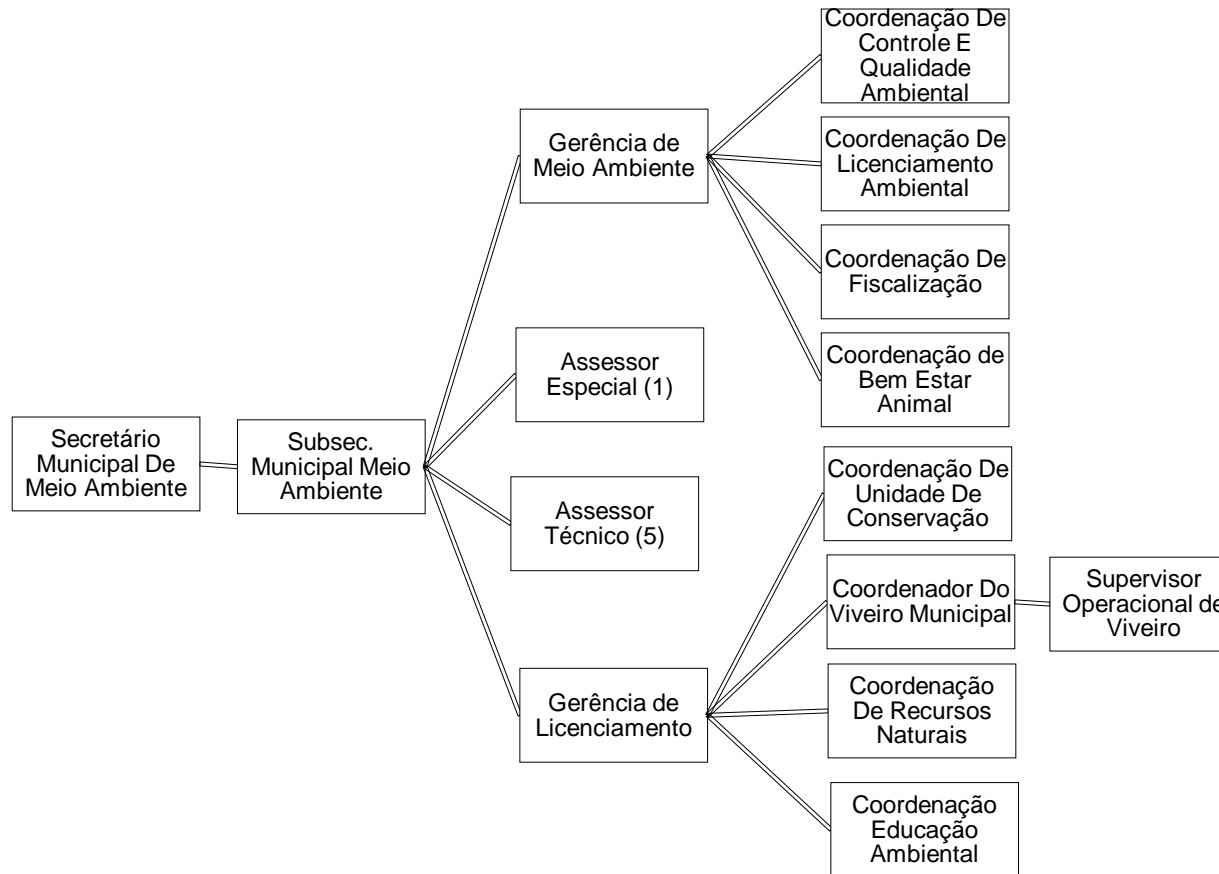 Secretário
Municipal De
Meio Ambiente
Subsec.
Municipal Meio
Ambiente
Gerência de
Meio Ambiente
Assessor
Especial (1)
Assessor
Técnico (5)
Gerência de
Licenciamento
Coordenação De
Controle E
Qualidade
Ambiental
Coordenação De
Licenciamento
Ambiental
Coordenação De
Fiscalização
Coordenação de
Bem Estar
Animal
Coordenação De
Unidade De
Conservação
Coordenador Do
Viveiro Municipal
Coordenação
De Recursos
Naturais
Coordenação
Educação
Ambiental
Supervisor
Operacional de
Viveiro